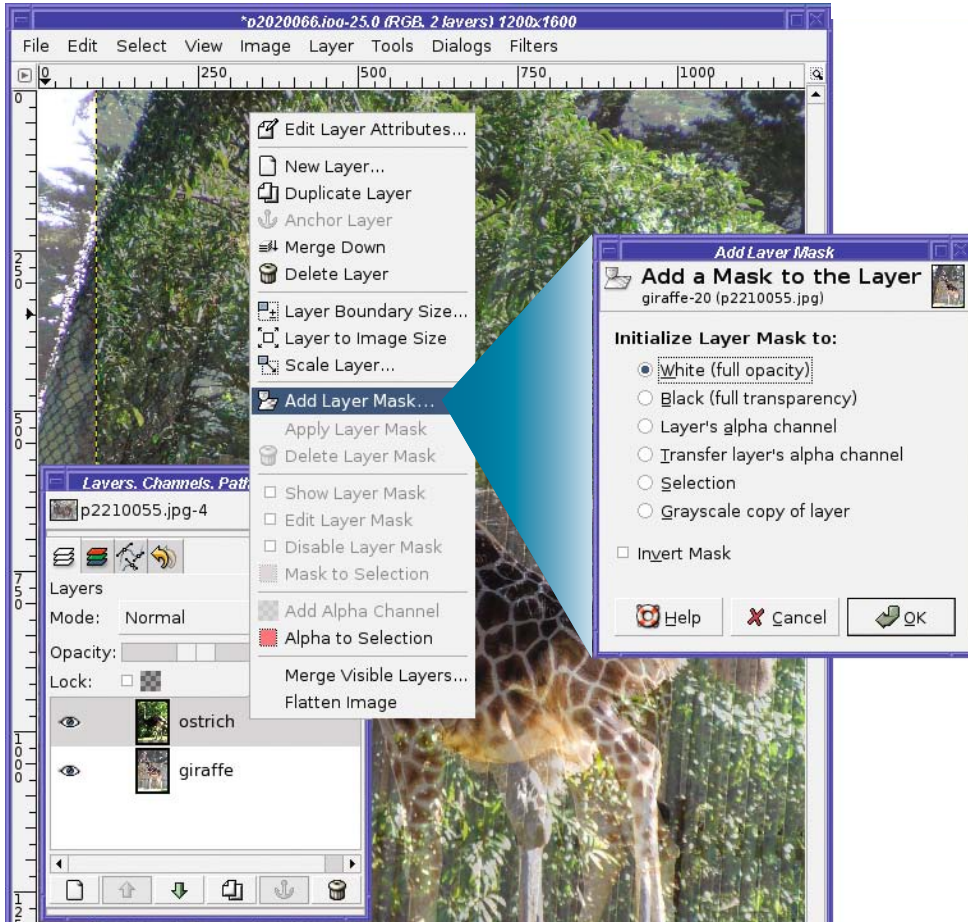 *p2020066.jpg-25.0 (RGB, 2 layers) 1200x1600
File Edit Select View Image Layer Tools Dialogs Filters
0 250 500 750 1000
0
250
500
750
1000
12
Edit Layer Attributes...
New Layer...
Duplicate Layer
Anchor Layer
Merge Down
Delete Layer
Layer Boundary Size...
Layer to Image Size
Scale Layer...
Add Layer Mask...
Apply Layer Mask
Delete Layer Mask
Show Layer Mask
Edit Layer Mask
Disable Layer Mask
Mask to Selection
Add Alpha Channel
Alpha to Selection
Merge Visible Layers...
Flatten Image
Layers, Channels, Path
p2210055.jpg-4
Layers
Mode: Normal
Opacity:
Lock:
ostrich
giraffe
Add Layer Mask
Add a Mask to the Layer
giraffe-20 (p2210055.jpg)
Initialize Layer Mask to:
White (full opacity)
Black (full transparency)
Layer's alpha channel
Transfer layer's alpha channel
Selection
Grayscale copy of layer
Invert Mask
Help Cancel OK